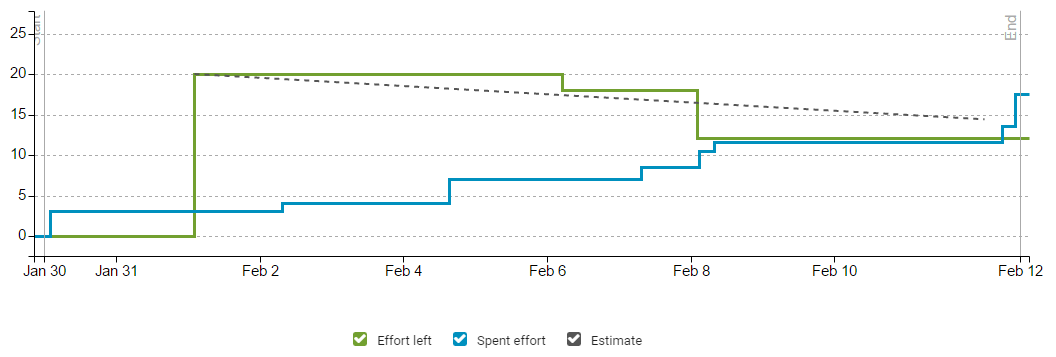 Start
End
25
20
15
10
5
0
Jan 30 Jan 31 Feb 2 Feb 4 Feb 6 Feb 8 Feb 10 Feb 12
Effort left Spent effort Estimate